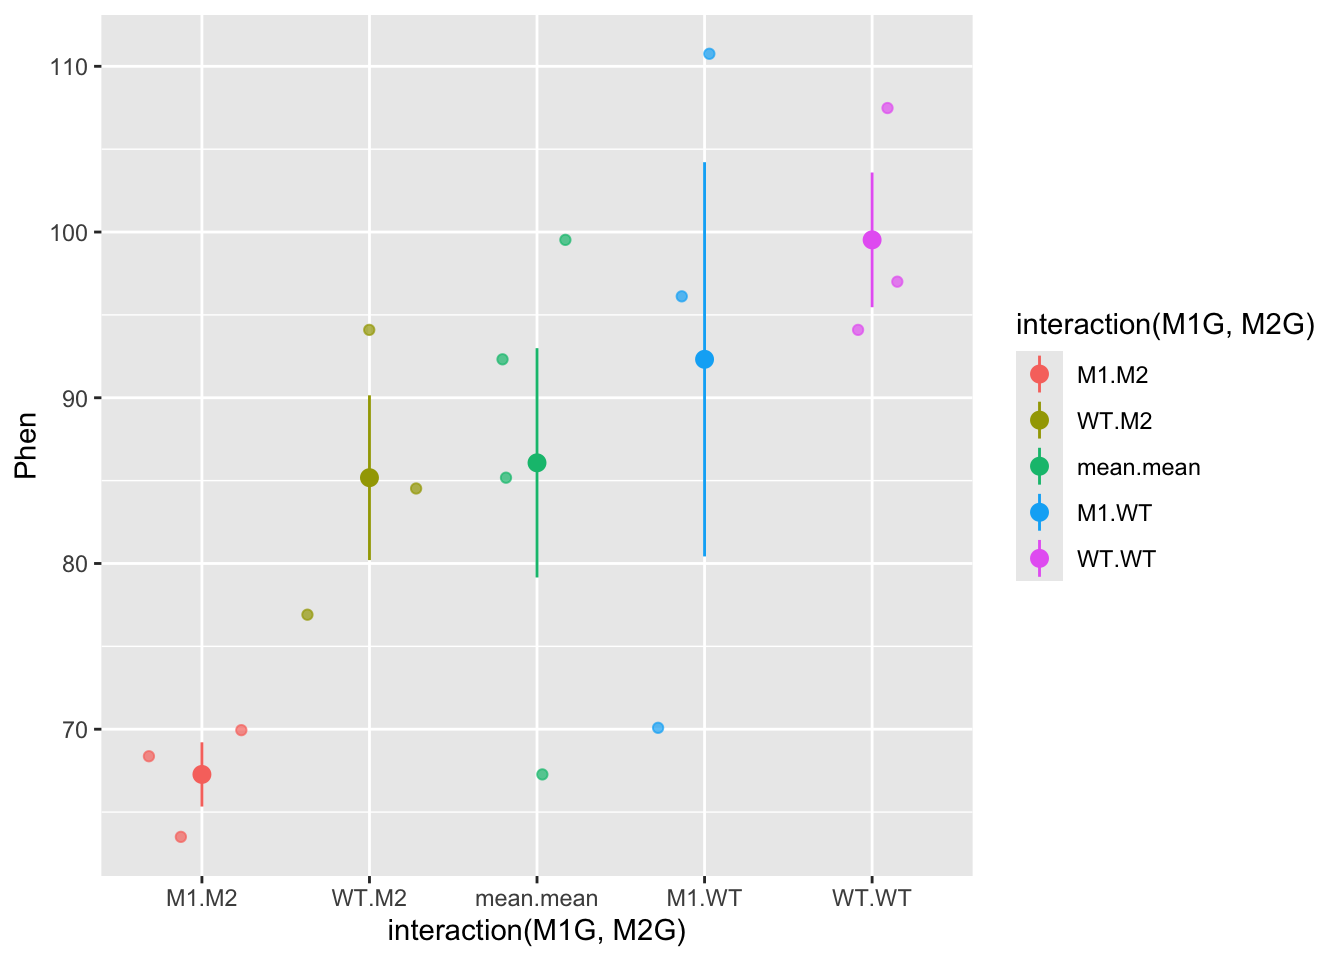 110
100
90
80
70
Phen
M1.M2 WT.M2 mean.mean M1.WT WT.WT
interaction(M1G, M2G)
interaction(M1G, M2G)
M1.M2
WT.M2
mean.mean
M1.WT
WT.WT